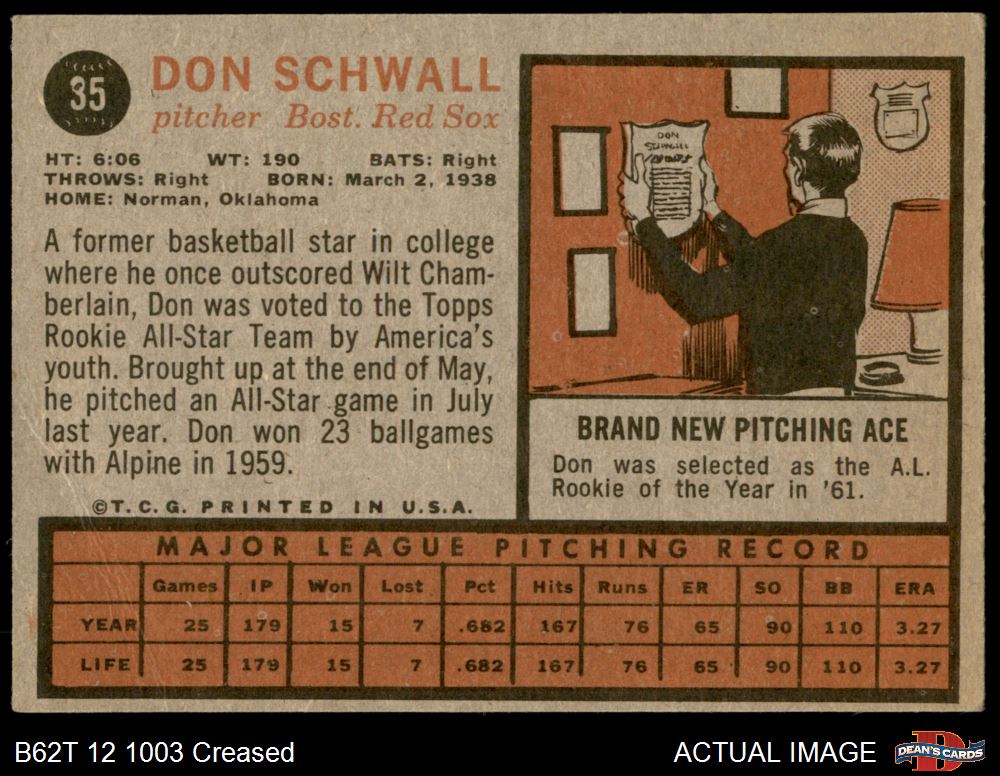 35
DON SCHWALL
pitcher Bost. Red Sox
HT: 6:06 WT: 190 BATS: Right
THROWS: Right BORN: March 2, 1938
HOME: Norman, Oklahoma
A former basketball star in college
where he once outscored Wilt Cham-
berlain, Don was voted to the Topps
Rookie All-Star Team by America's
youth. Brought up at the end of May,
he pitched an All-Star game in July
last year. Don won 23 ballgames
with Alpine in 1959.
©T.C.G. PRINTED IN U.S.A.
DON
SCHWALL
BRAND NEW PITCHING ACE
Don was selected as the A.L.
Rookie of the Year in '61.
MAJOR LEAGUE PITCHING RECORD
Games IP Won Lost Pct Hits Runs ER SO BB ERA
YEAR 25 179 15 7 .682 167 76 65 90 110 3.27
LIFE 25 179 15 7 .682 167 76 65 90 110 3.27
B62T 12 1003 Creased
ACTUAL IMAGE
D
DEAN'S CARDS